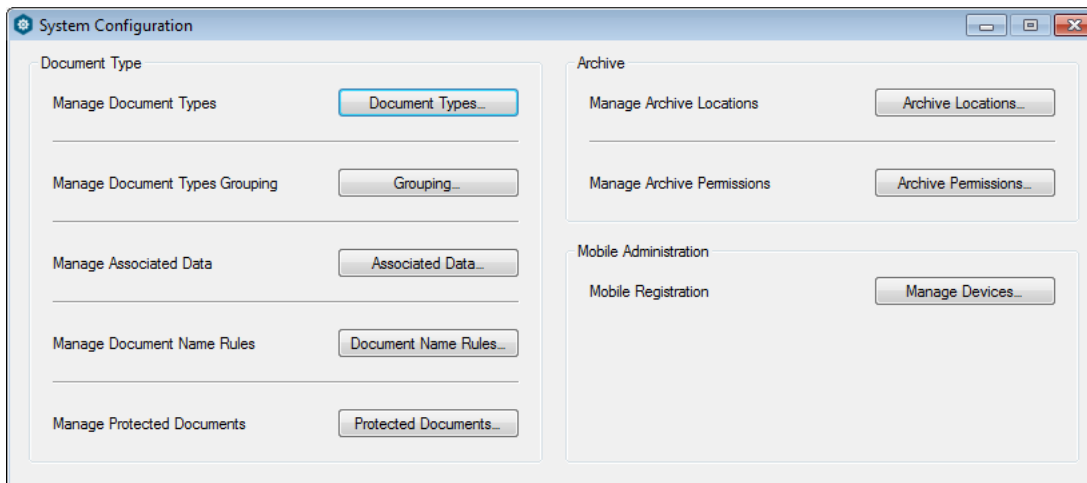 System Configuration
Document Type
Manage Document Types
Document Types...
Manage Document Types Grouping
Grouping...
Manage Associated Data
Associated Data...
Manage Document Name Rules
Document Name Rules...
Manage Protected Documents
Protected Documents...
Archive
Manage Archive Locations
Archive Locations...
Manage Archive Permissions
Archive Permissions...
Mobile Administration
Mobile Registration
Manage Devices...